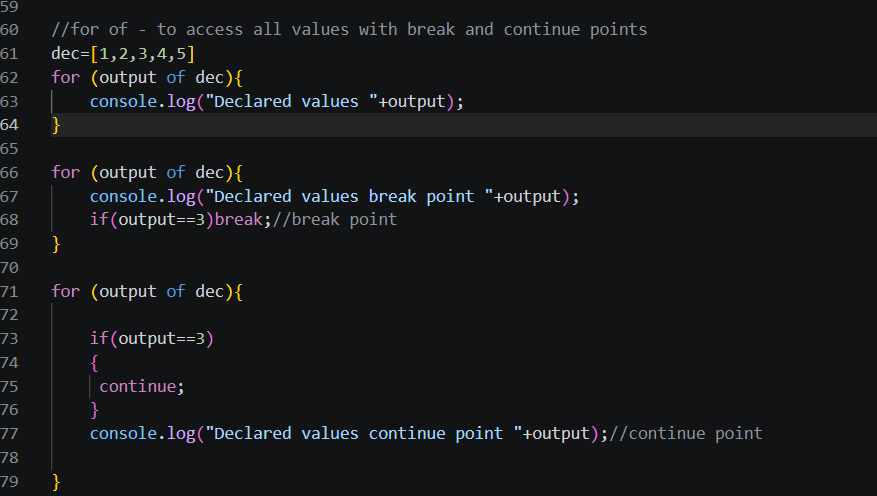 59
60 //for of - to access all values with break and continue points
61 dec=[1,2,3,4,5]
62 for (output of dec){
63     console.log("Declared values "+output);
64 }
65
66 for (output of dec){
67     console.log("Declared values break point "+output);
68     if(output==3)break;//break point
69 }
70
71 for (output of dec){
72
73     if(output==3)
74     {
75      continue;
76     }
77     console.log("Declared values continue point "+output);//continue point
78
79 }